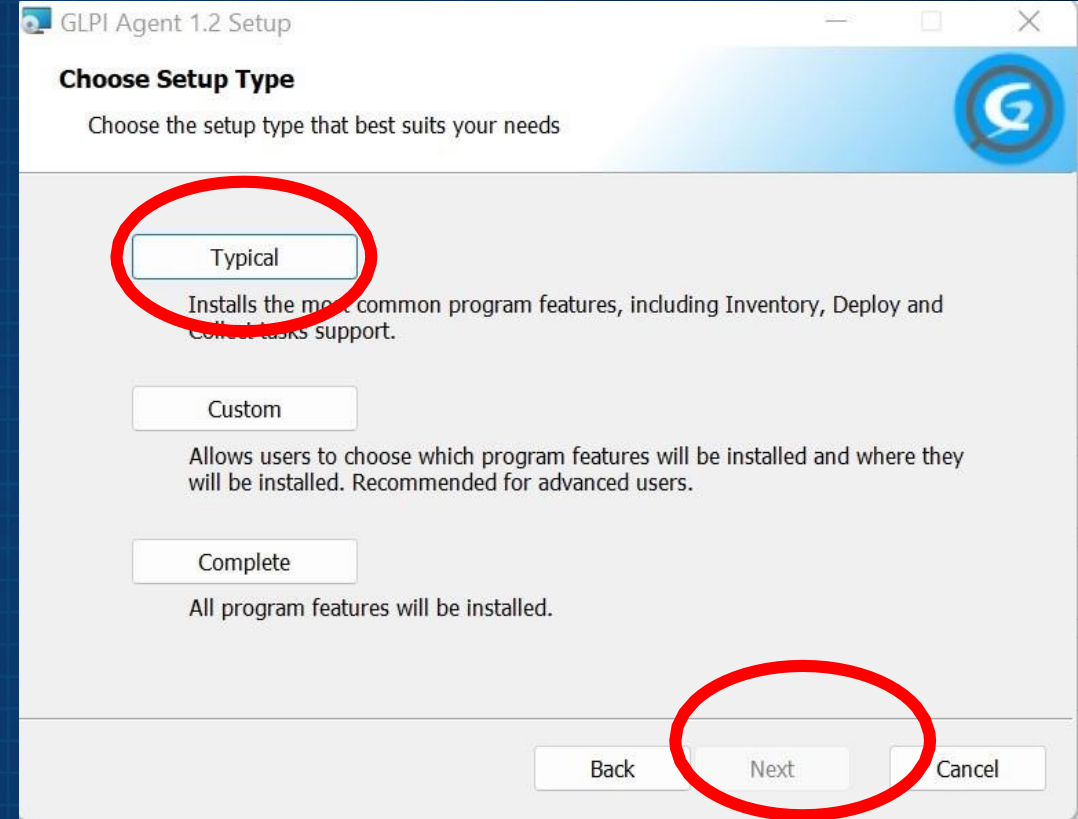 GLPI Agent 1.2 Setup
Choose Setup Type
Choose the setup type that best suits your needs
Typical
Installs the most common program features, including Inventory, Deploy and
Collect tasks support.
Custom
Allows users to choose which program features will be installed and where they
will be installed. Recommended for advanced users.
Complete
All program features will be installed.
Back Next Cancel